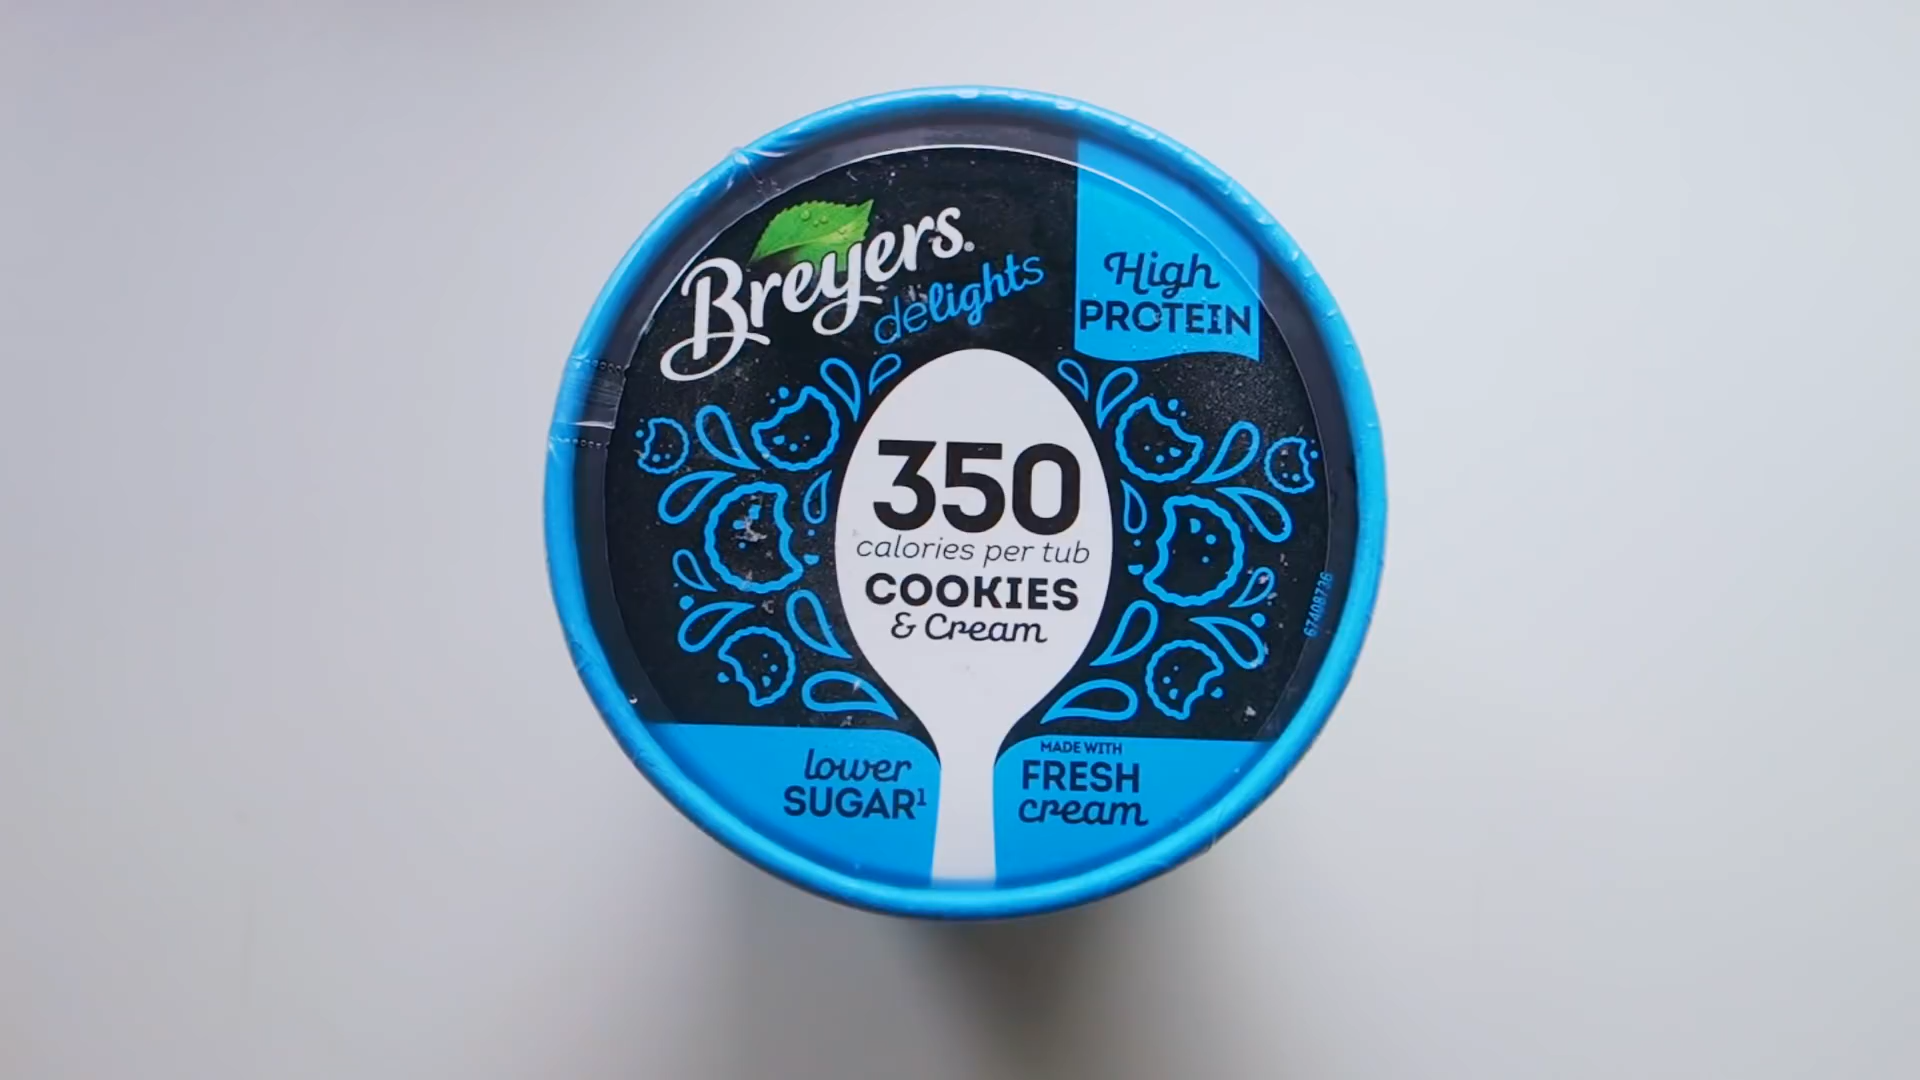 Breyers
delights
High
PROTEIN
350
calories per tub
COOKIES
& Cream
67408736
lower
SUGAR¹
MADE WITH
FRESH
cream